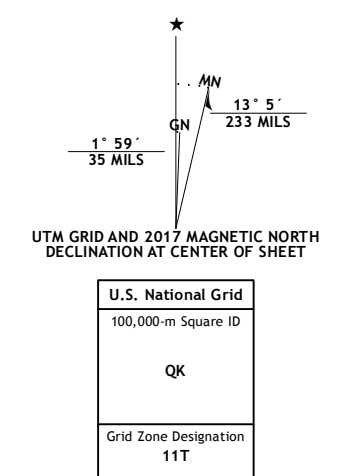 ★
MN
13° 5´
233 MILS
GN
1° 59´
35 MILS
UTM GRID AND 2017 MAGNETIC NORTH
DECLINATION AT CENTER OF SHEET
U.S. National Grid
100,000-m Square ID
QK
Grid Zone Designation
11T